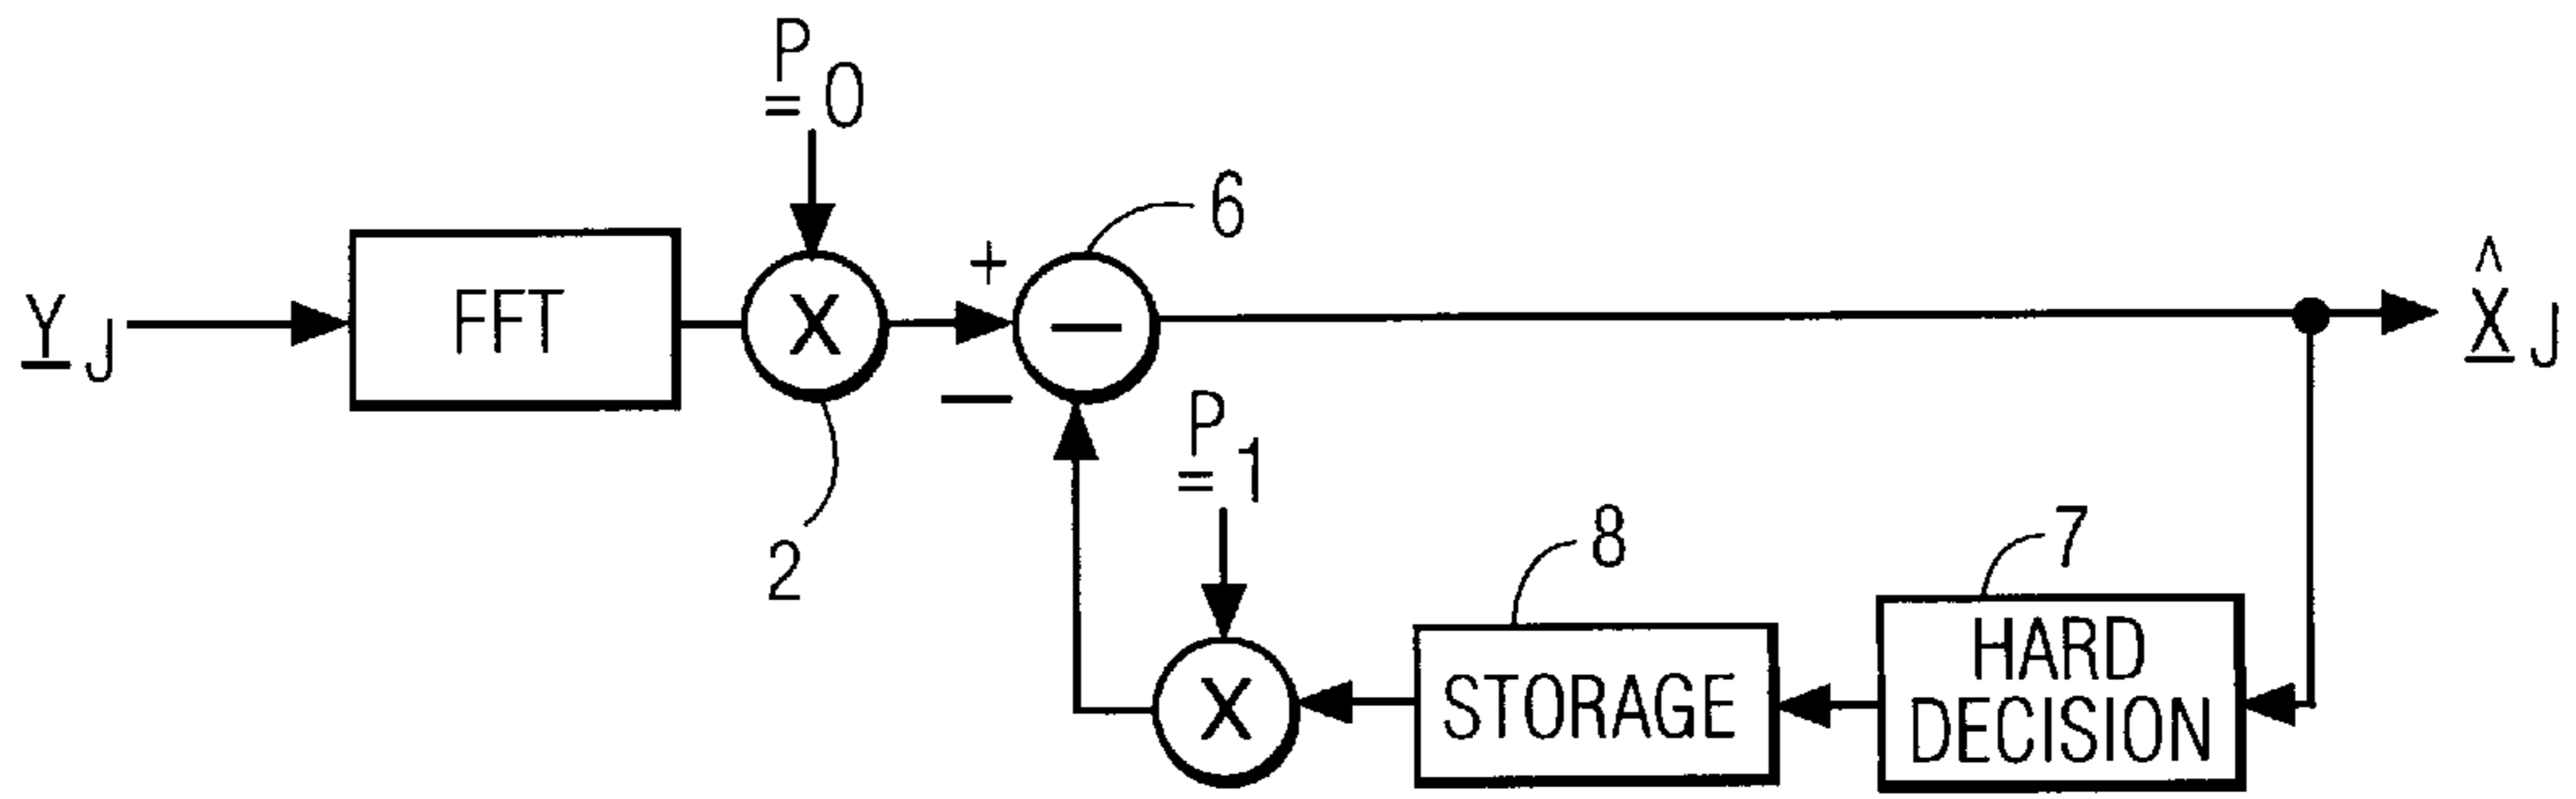 P
= 0
6
+
Y J
FFT
X
−
^
X J
−
2
P
= 1
8
7
X
STORAGE
HARD
DECISION